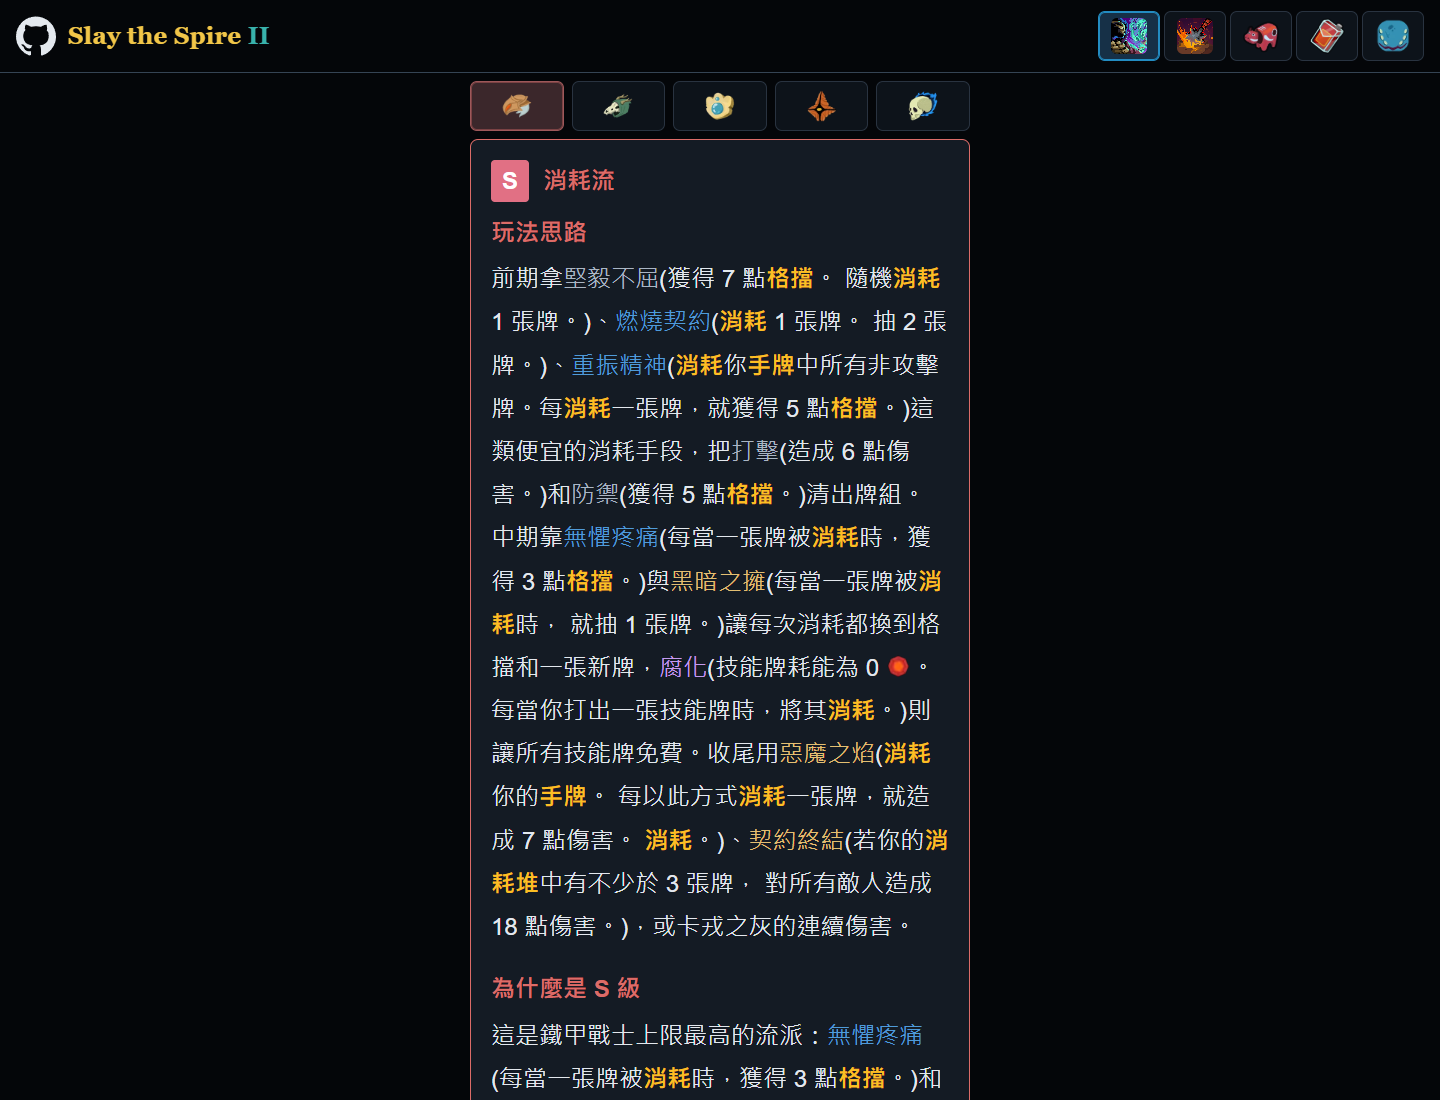 Slay the Spire II
S 消耗流
玩法思路
前期拿堅毅不屈(獲得 7 點格擋。 隨機消耗
1 張牌。)、燃燒契約(消耗 1 張牌。 抽 2 張
牌。)、重振精神(消耗你手牌中所有非攻擊
牌。每消耗一張牌，就獲得 5 點格擋。)這
類便宜的消耗手段，把打擊(造成 6 點傷
害。)和防禦(獲得 5 點格擋。)清出牌組。
中期靠無懼疼痛(每當一張牌被消耗時，獲
得 3 點格擋。)與黑暗之擁(每當一張牌被消
耗時， 就抽 1 張牌。)讓每次消耗都換到格
擋和一張新牌，腐化(技能牌耗能為 0 。
每當你打出一張技能牌時，將其消耗。)則
讓所有技能牌免費。收尾用惡魔之焰(消耗
你的手牌。 每以此方式消耗一張牌，就造
成 7 點傷害。 消耗。)、契約終結(若你的消
耗堆中有不少於 3 張牌， 對所有敵人造成
18 點傷害。)，或卡戎之灰的連續傷害。
為什麼是 S 級
這是鐵甲戰士上限最高的流派：無懼疼痛
(每當一張牌被消耗時，獲得 3 點格擋。)和